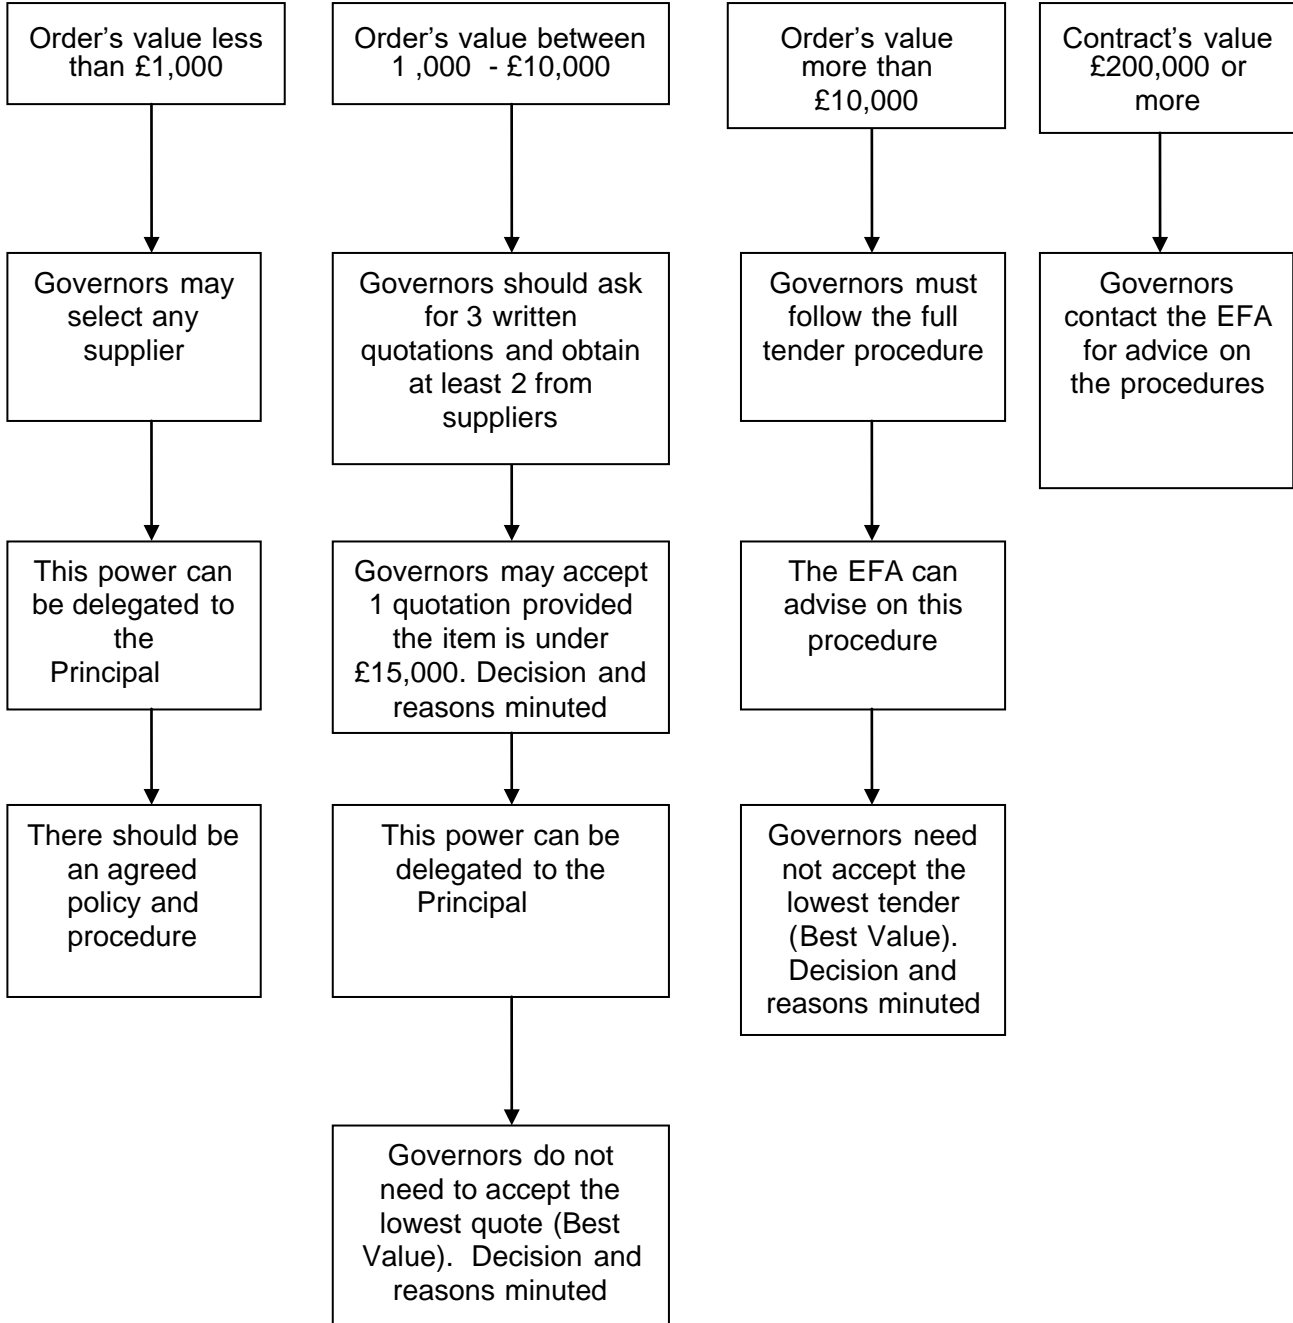 Order's value less
than £1,000
Order's value between
1 ,000 - £10,000
Order's value
more than
£10,000
Contract's value
£200,000 or
more
Governors may
select any
supplier
Governors should ask
for 3 written
quotations and obtain
at least 2 from
suppliers
Governors must
follow the full
tender procedure
Governors
contact the EFA
for advice on
the procedures
This power can
be delegated to
the
Principal
Governors may accept
1 quotation provided
the item is under
£15,000. Decision and
reasons minuted
The EFA can
advise on this
procedure
There should be
an agreed
policy and
procedure
This power can be
delegated to the
Principal
Governors need
not accept the
lowest tender
(Best Value).
Decision and
reasons minuted
Governors do not
need to accept the
lowest quote (Best
Value). Decision and
reasons minuted